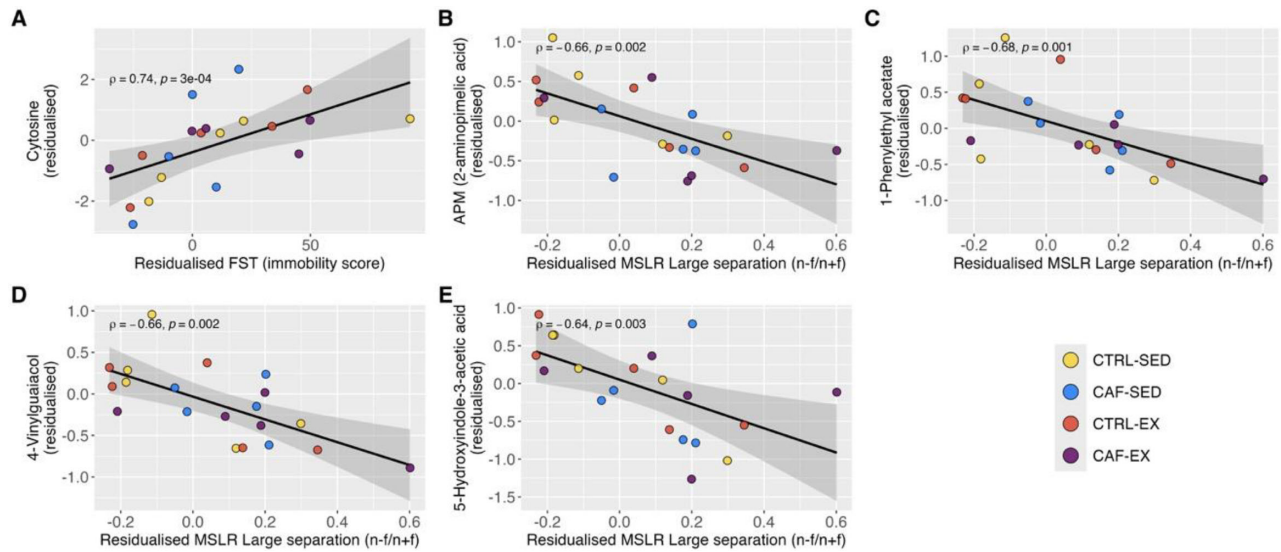 A
ρ = 0.74, p = 3e-04
Cytosine
(residualised)
2
0
-2
0
50
Residualised FST (immobility score)
B
ρ = −0.66, p = 0.002
APM (2-aminopimelic acid)
(residualised)
1.0
0.5
0.0
-0.5
-1.0
-0.2
0.0
0.2
0.4
0.6
Residualised MSLR Large separation (n-f/n+f)
C
ρ = −0.68, p = 0.001
1-Phenylethyl acetate
(residualised)
1.0
0.5
0.0
-0.5
-1.0
-0.2
0.0
0.2
0.4
0.6
Residualised MSLR Large separation (n-f/n+f)
D
ρ = −0.66, p = 0.002
4-Vinylguaiacol
(residualised)
1.0
0.5
0.0
-0.5
-1.0
-0.2
0.0
0.2
0.4
0.6
Residualised MSLR Large separation (n-f/n+f)
E
ρ = −0.64, p = 0.003
5-Hydroxyindole-3-acetic acid
(residualised)
1.0
0.5
0.0
-0.5
-1.0
-1.5
-0.2
0.0
0.2
0.4
0.6
Residualised MSLR Large separation (n-f/n+f)
CTRL-SED
CAF-SED
CTRL-EX
CAF-EX